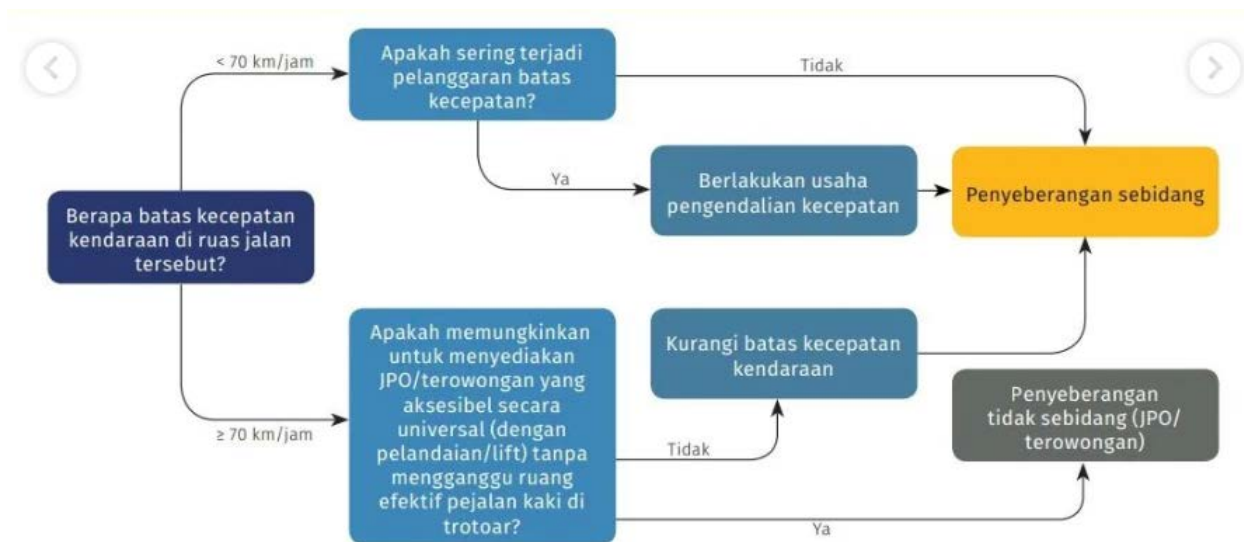 < 70 km/jam
Apakah sering terjadi
pelanggaran batas
kecepatan?
Tidak
Ya
Berlakukan usaha
pengendalian kecepatan
Penyeberangan sebidang
Berapa batas kecepatan
kendaraan di ruas jalan
tersebut?
≥ 70 km/jam
Apakah memungkinkan
untuk menyediakan
JPO/terowongan yang
aksesibel secara
universal (dengan
pelandaian/lift) tanpa
mengganggu ruang
efektif pejalan kaki di
trotoar?
Tidak
Kurangi batas kecepatan
kendaraan
Ya
Penyeberangan
tidak sebidang (JPO/
terowongan)